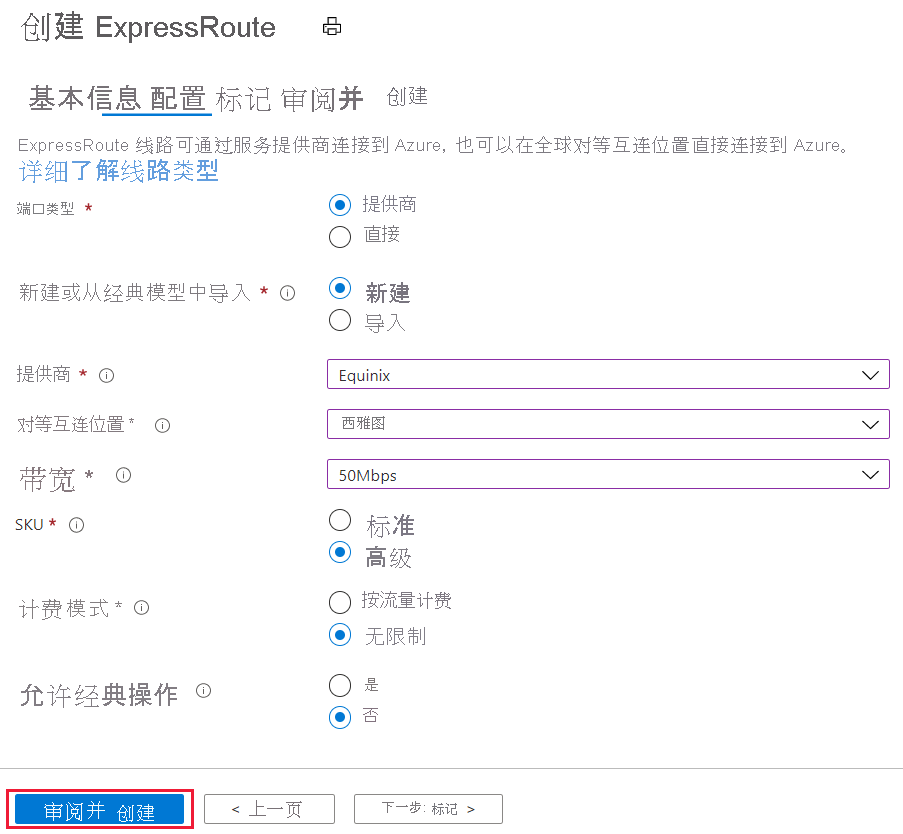 创建 ExpressRoute
基本信息 配置 标记 审阅并 创建
ExpressRoute 线路可通过服务提供商连接到 Azure, 也可以在全球对等互连位置直接连接到 Azure。
详细了解线路类型
端口类型 * 提供商
直接
新建或从经典模型中导入 * 新建
导入
提供商 * Equinix
对等互连位置 * 西雅图
带宽 * 50Mbps
SKU * 标准
高级
计费模式 * 按流量计费
无限制
允许经典操作 是
否
审阅并 创建 < 上一页 下一步: 标记 >